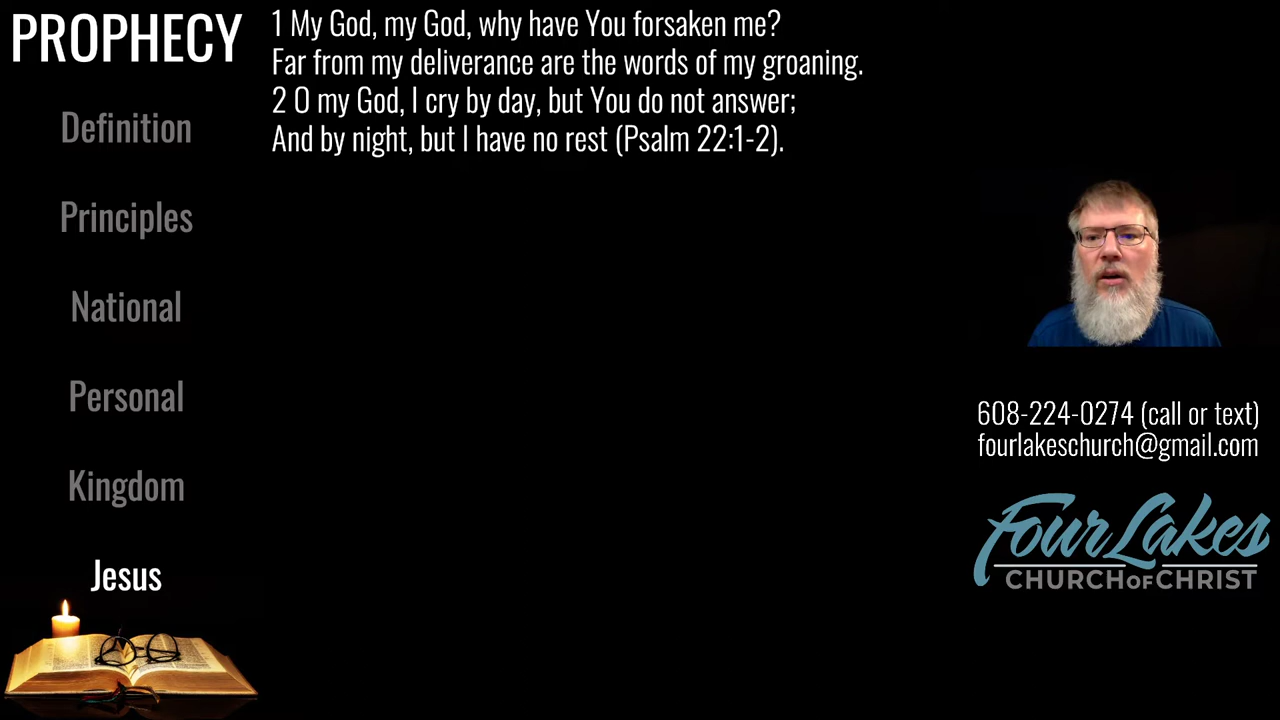 PROPHECY
Definition
Principles
National
Personal
Kingdom
Jesus
1 My God, my God, why have You forsaken me?
Far from my deliverance are the words of my groaning.
2 O my God, I cry by day, but You do not answer;
And by night, but I have no rest (Psalm 22:1-2).
608-224-0274 (call or text)
fourlakeschurch@gmail.com
Four Lakes
CHURCH OF CHRIST